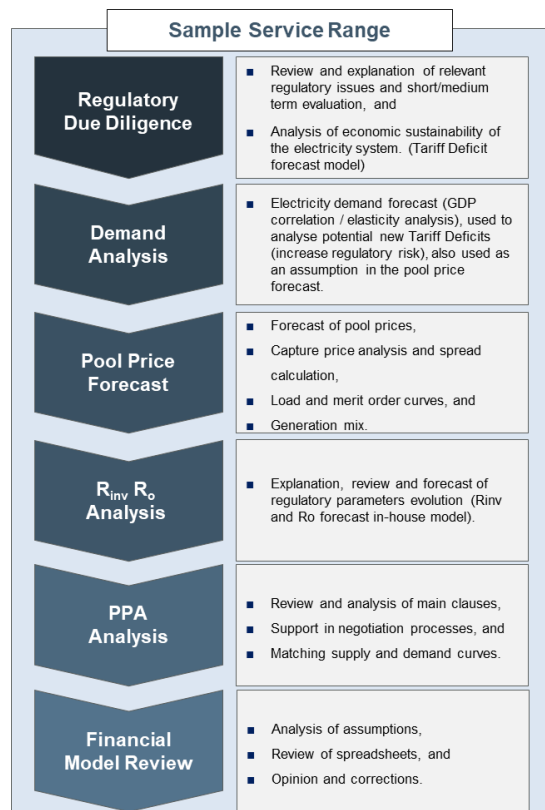 Sample Service Range
Regulatory
Due Diligence
■ Review and explanation of relevant
regulatory issues and short/medium
term evaluation, and
■ Analysis of economic sustainability of
the electricity system. (Tariff Deficit
forecast model)
Demand
Analysis
■ Electricity demand forecast (GDP
correlation / elasticity analysis), used to
analyse potential new Tariff Deficits
(increase regulatory risk), also used as
an assumption in the pool price
forecast.
Pool Price
Forecast
■ Forecast of pool prices,
■ Capture price analysis and spread
calculation,
■ Load and merit order curves, and
■ Generation mix.
Rinv Ro
Analysis
■ Explanation, review and forecast of
regulatory parameters evolution (Rinv
and Ro forecast in-house model).
PPA
Analysis
■ Review and analysis of main clauses,
■ Support in negotiation processes, and
■ Matching supply and demand curves.
Financial
Model Review
■ Analysis of assumptions,
■ Review of spreadsheets, and
■ Opinion and corrections.